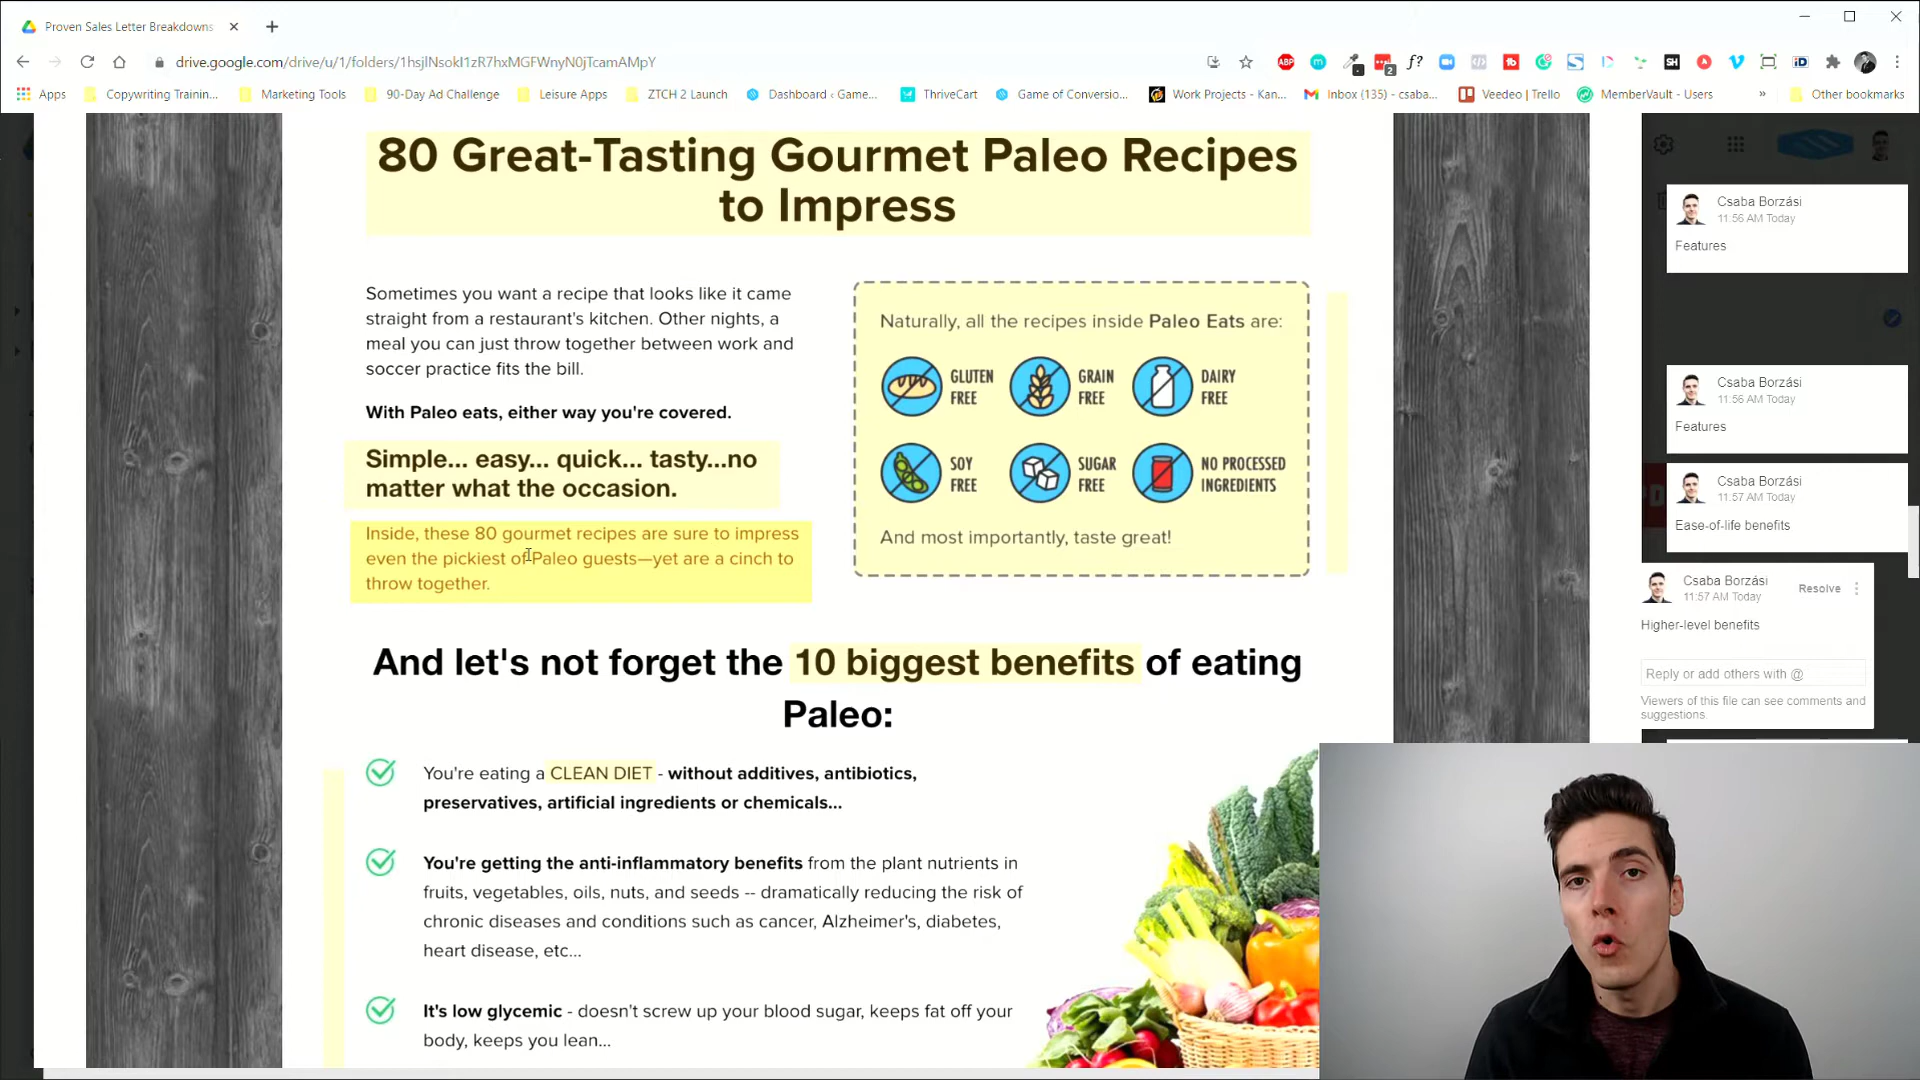 Proven Sales Letter Breakdowns
drive.google.com/drive/u/1/folders/1hsjlNsokI1zR7hxMGFWnyN0jTcamAMpY
ABP
m
2
f?
SH
iD
Apps
Copywriting Trainin...
Marketing Tools
90-Day Ad Challenge
Leisure Apps
ZTCH 2 Launch
Dashboard ‹ Game...
ThriveCart
Game of Conversio...
Work Projects - Kan...
Inbox (135) - csaba...
Veedeo | Trello
MemberVault - Users
»
Other bookmarks
80 Great-Tasting Gourmet Paleo Recipes
to Impress
Sometimes you want a recipe that looks like it came
straight from a restaurant's kitchen. Other nights, a
meal you can just throw together between work and
soccer practice fits the bill.
With Paleo eats, either way you're covered.
Simple... easy... quick... tasty...no
matter what the occasion.
Inside, these 80 gourmet recipes are sure to impress
even the pickiest of Paleo guests—yet are a cinch to
throw together.
Naturally, all the recipes inside Paleo Eats are:
GLUTEN
FREE
GRAIN
FREE
DAIRY
FREE
SOY
FREE
SUGAR
FREE
NO PROCESSED
INGREDIENTS
And most importantly, taste great!
And let's not forget the 10 biggest benefits of eating
Paleo:
You're eating a CLEAN DIET - without additives, antibiotics,
preservatives, artificial ingredients or chemicals...
You're getting the anti-inflammatory benefits from the plant nutrients in
fruits, vegetables, oils, nuts, and seeds -- dramatically reducing the risk of
chronic diseases and conditions such as cancer, Alzheimer's, diabetes,
heart disease, etc...
It's low glycemic - doesn't screw up your blood sugar, keeps fat off your
body, keeps you lean...
Csaba Borzási
11:56 AM Today
Features
Csaba Borzási
11:56 AM Today
Features
Csaba Borzási
11:57 AM Today
Ease-of-life benefits
Csaba Borzási
11:57 AM Today
Resolve
Higher-level benefits
Reply or add others with @
Viewers of this file can see comments and
suggestions.